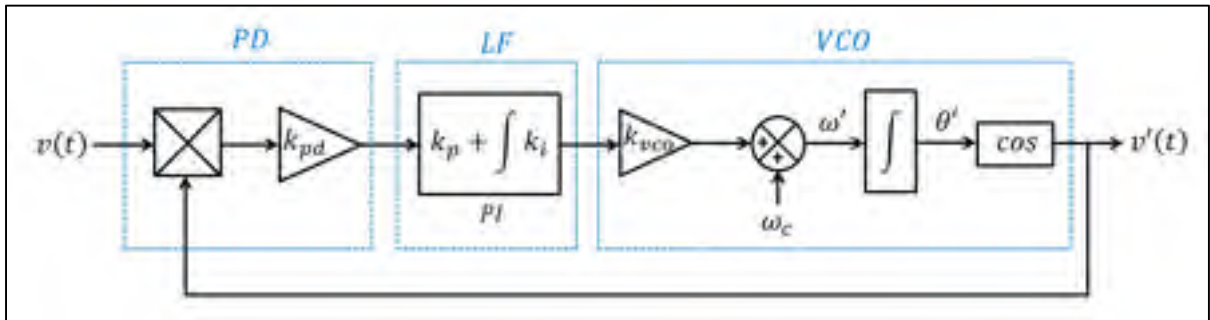 PD LF VCO
v(t) k_pd k_p + ∫ k_i k_vco + + ω' ∫ θ' cos v'(t)
PI ω_c